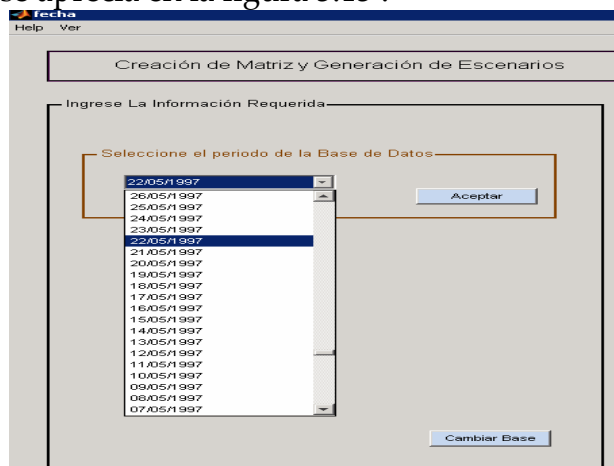 se aprecia en la figura 3.18 .
fecha
Help Ver
Creación de Matriz y Generación de Escenarios
Ingrese La Información Requerida
Seleccione el periodo de la Base de Datos
22/05/1997
Aceptar
26/05/1997
25/05/1997
24/05/1997
23/05/1997
22/05/1997
21/05/1997
20/05/1997
19/05/1997
18/05/1997
17/05/1997
16/05/1997
15/05/1997
14/05/1997
13/05/1997
12/05/1997
11/05/1997
10/05/1997
09/05/1997
08/05/1997
07/05/1997
Cambiar Base